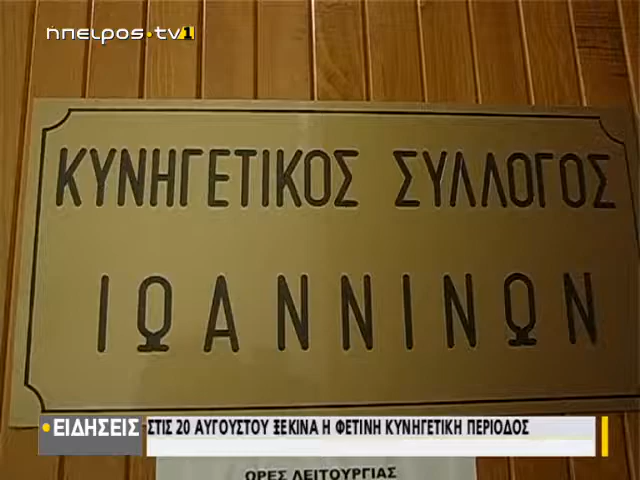 ηπειρος·tv1
ΚΥΝΗΓΕΤΙΚΟΣ ΣΥΛΛΟΓΟΣ
ΙΩΑΝΝΙΝΩΝ
ΕΙΔΗΣΕΙΣ
ΣΤΙΣ 20 ΑΥΓΟΥΣΤΟΥ ΞΕΚΙΝΑ Η ΦΕΤΙΝΗ ΚΥΝΗΓΕΤΙΚΗ ΠΕΡΙΟΔΟΣ
ΩΡΕΣ ΛΕΙΤΟΥΡΓΙΑΣ